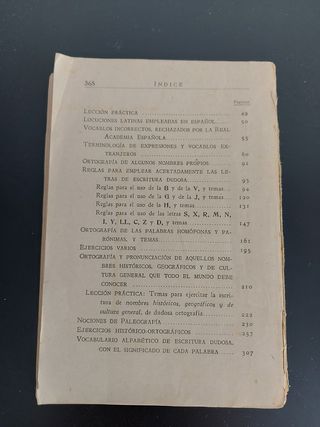 368 ÍNDICE
Páginas
LECCIÓN PRÁCTICA 49
LOCUCIONES LATINAS EMPLEADAS EN ESPAÑOL 50
VOCABLOS INCORRECTOS, RECHAZADOS POR LA REAL
ACADEMIA ESPAÑOLA 55
TERMINOLOGÍA DE EXPRESIONES Y VOCABLOS EX-
TRANJEROS 60
ORTOGRAFÍA DE ALGUNOS NOMBRES PROPIOS 91
REGLAS PARA EMPLEAR ACERTADAMENTE LAS LE-
TRAS DE ESCRITURA DUDOSA 93
Reglas para el uso de la B y de la V, y temas 94
Reglas para el uso de la G y de la J, y temas 120
Reglas para el uso de la H, y temas 131
Reglas para el uso de las letras S, X, R, M, N,
I, Y, LL, C, Z y D, y temas 147
ORTOGRAFÍA DE LAS PALABRAS HOMÓFONAS Y PA-
RÓNIMAS, Y TEMAS 161
EJERCICIOS VARIOS 195
ORTOGRAFÍA Y PRONUNCIACIÓN DE AQUELLOS NOM-
BRES HISTÓRICOS, GEOGRÁFICOS Y DE CUL-
TURA GENERAL QUE TODO EL MUNDO DEBE
CONOCER 210
LECCIÓN PRÁCTICA: Temas para ejercitar la escri-
tura de nombres históricos, geográficos y de
cultura general, de dudosa ortografía 222
NOCIONES DE PALEOGRAFÍA 230
EJERCICIOS HISTÓRICO-ORTOGRÁFICOS 257
VOCABULARIO ALFABÉTICO DE ESCRITURA DUDOSA,
CON EL SIGNIFICADO DE CADA PALABRA 307